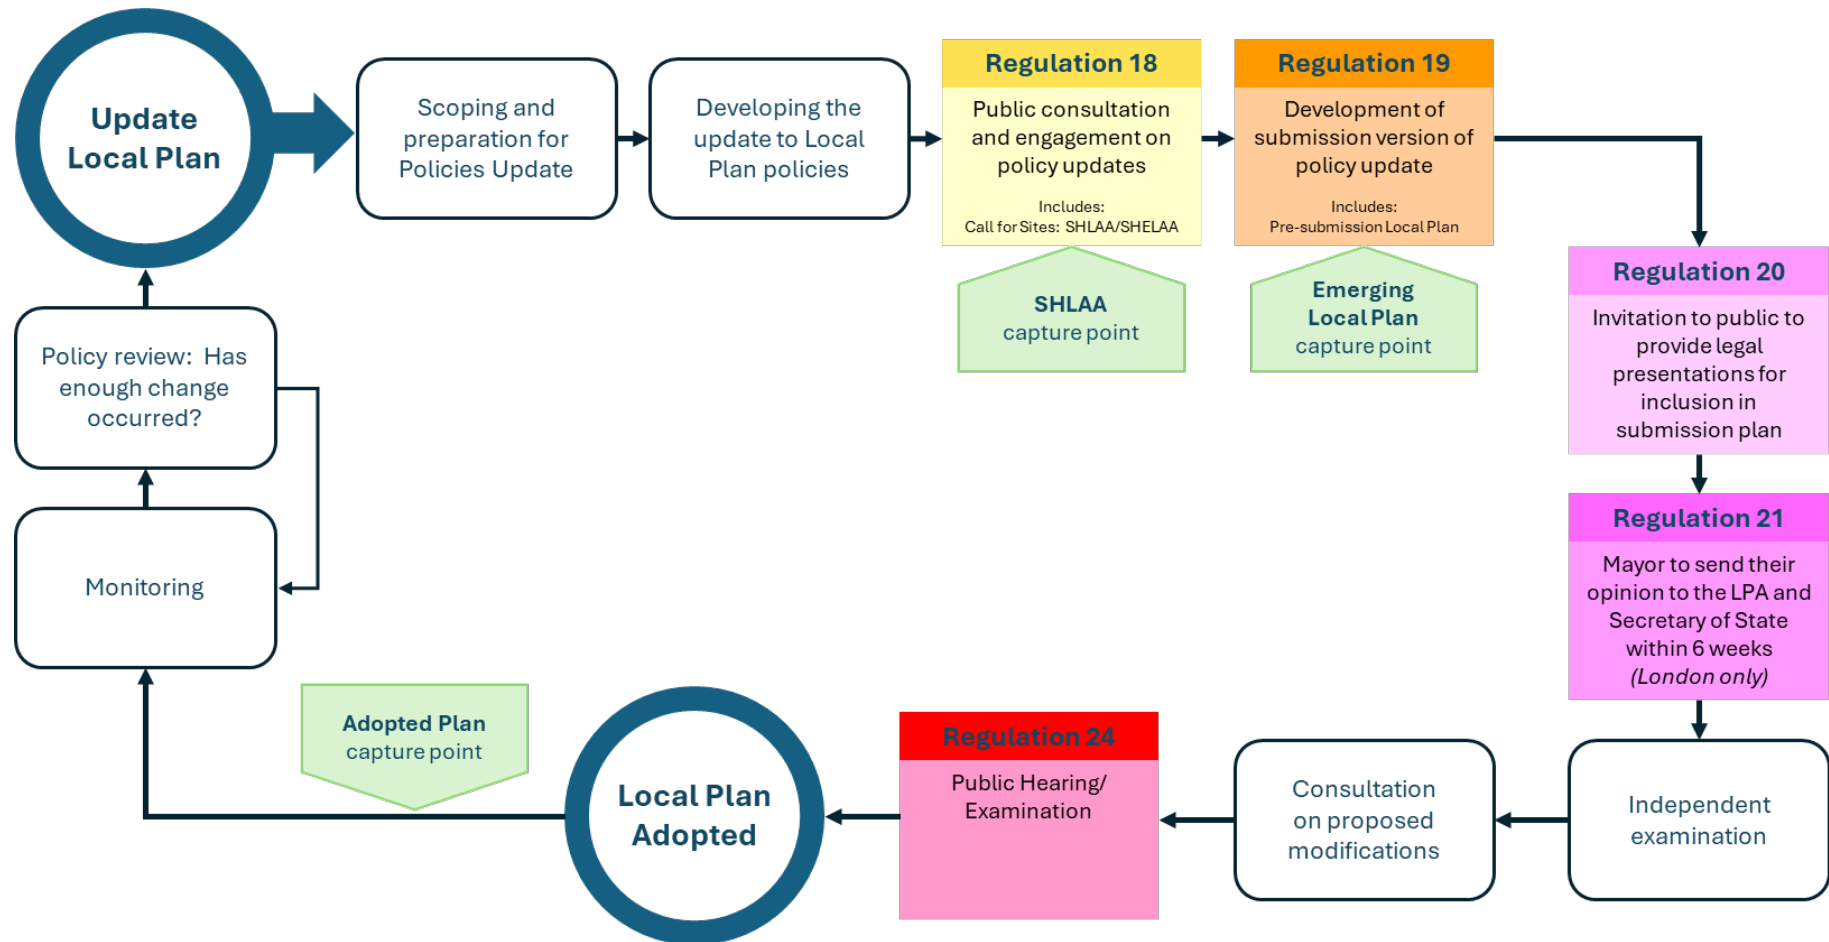 Update
Local Plan
Scoping and
preparation for
Policies Update
Developing the
update to Local
Plan policies
Regulation 18
Public consultation
and engagement on
policy updates
Includes:
Call for Sites: SHLAA/SHELAA
Regulation 19
Development of
submission version of
policy update
Includes:
Pre-submission Local Plan
SHLAA
capture point
Emerging
Local Plan
capture point
Regulation 20
Invitation to public to
provide legal
presentations for
inclusion in
submission plan
Regulation 21
Mayor to send their
opinion to the LPA and
Secretary of State
within 6 weeks
(London only)
Independent
examination
Consultation
on proposed
modifications
Regulation 24
Public Hearing/
Examination
Local Plan
Adopted
Adopted Plan
capture point
Monitoring
Policy review: Has
enough change
occurred?